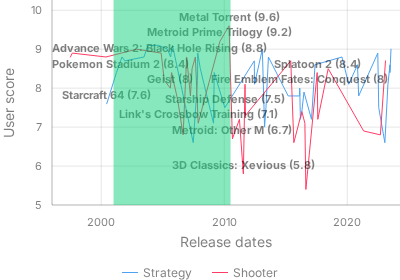 10
9
8
7
6
5
User score
Metal Torrent (9.6)
Metroid Prime Trilogy (9.2)
Advance Wars 2: Black Hole Rising (8.8)
Pokemon Stadium 2 (8.4)
Splatoon 2 (8.4)
Geist (8)
Fire Emblem Fates: Conquest (8)
Starcraft 64 (7.6)
Starship Defense (7.5)
Link's Crossbow Training (7.1)
Metroid: Other M (6.7)
3D Classics: Xevious (5.8)
2000
2010
2020
Release dates
Strategy
Shooter